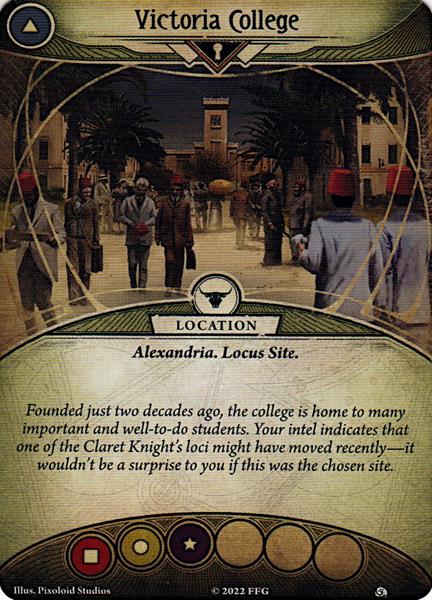 Victoria College
LOCATION
Alexandria. Locus Site.
Founded just two decades ago, the college is home to many
important and well-to-do students. Your intel indicates that
one of the Claret Knight's loci might have moved recently—it
wouldn't be a surprise to you if this was the chosen site.
Illus. Pixoloid Studios
© 2022 FFG